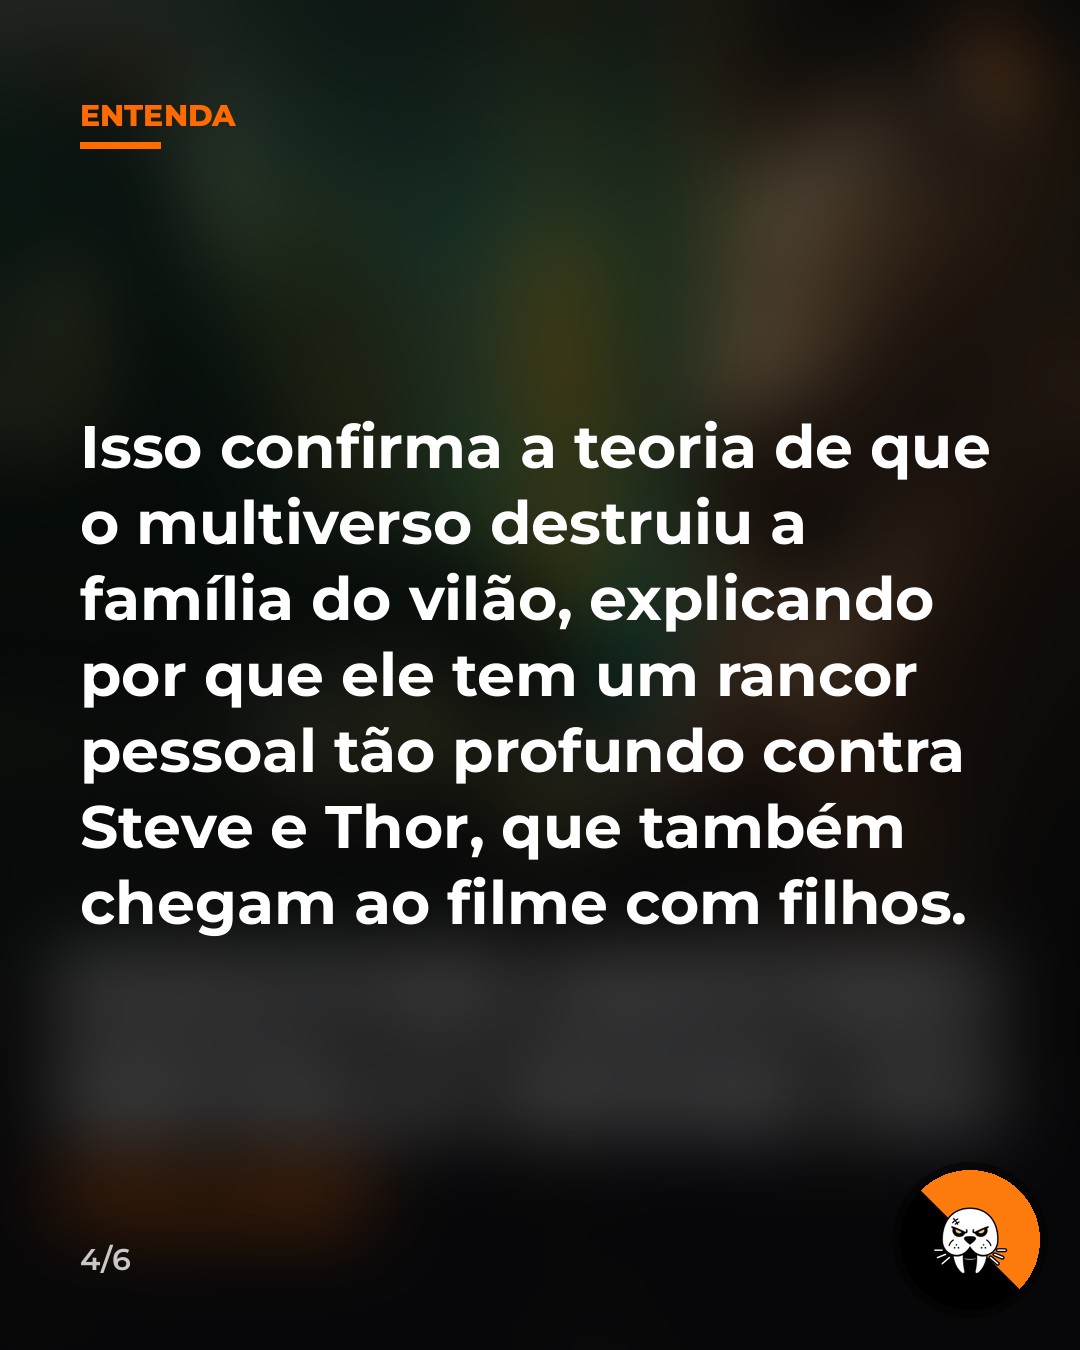 ENTENDA
Isso confirma a teoria de que
o multiverso destruiu a
família do vilão, explicando
por que ele tem um rancor
pessoal tão profundo contra
Steve e Thor, que também
chegam ao filme com filhos.
4/6